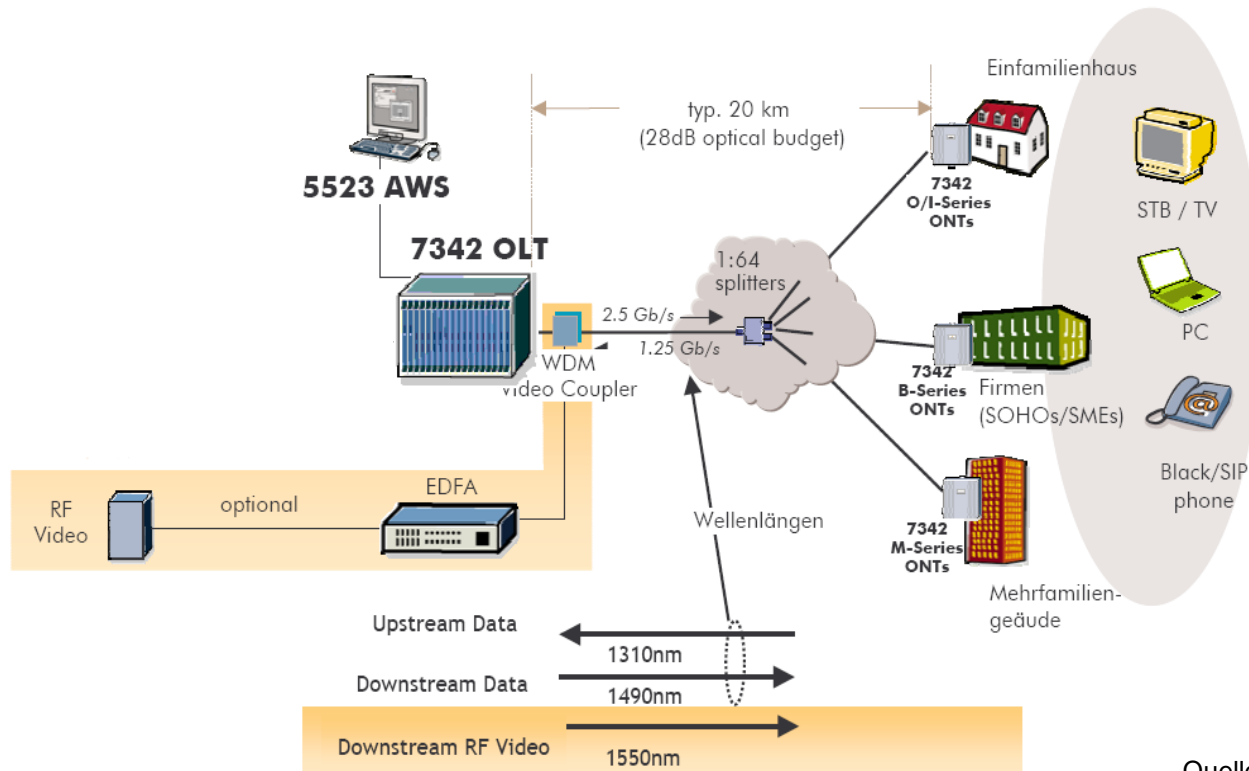 Einfamilienhaus
typ. 20 km
(28dB optical budget)
5523 AWS
7342
O/I-Series
ONTs
STB / TV
7342 OLT
1:64
splitters
2.5 Gb/s
1.25 Gb/s
WDM
Video Coupler
PC
7342
B-Series
ONTs
Firmen
(SOHOs/SMEs)
Black/SIP
phone
RF
Video
optional
EDFA
Wellenlängen
7342
M-Series
ONTs
Mehrfamilien-
geäude
Upstream Data
1310nm
Downstream Data
1490nm
Downstream RF Video
1550nm
Quelle